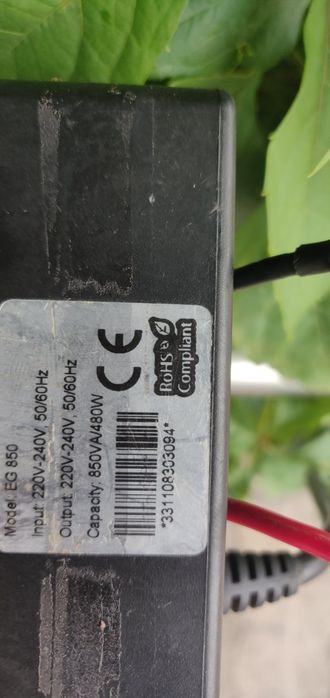 Model: EG 850
Input: 220V-240V, 50/60Hz
Output: 220V-240V, 50/60Hz
Capacity: 850VA/480W
CE
RoHS
Compliant
*331108303094*